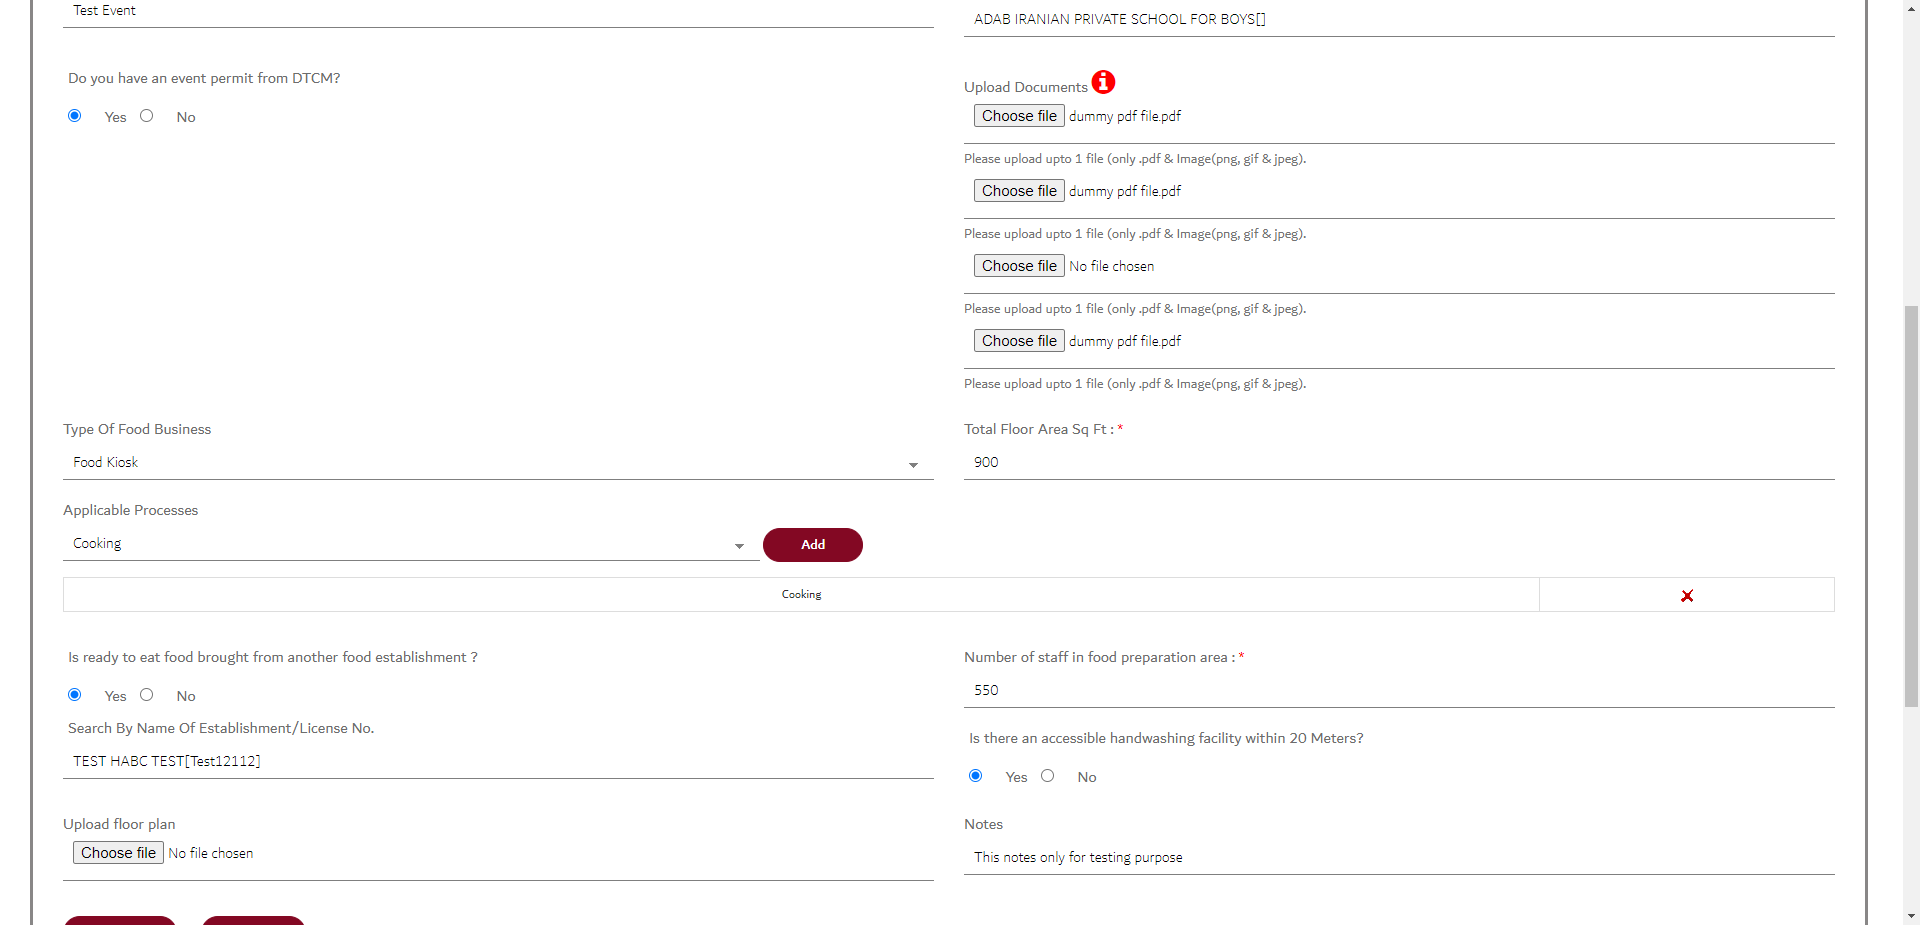 Test Event
ADAB IRANIAN PRIVATE SCHOOL FOR BOYS[]
Do you have an event permit from DTCM?
Yes No
Upload Documents
Choose file dummy pdf file.pdf
Please upload upto 1 file (only .pdf & Image(png, gif & jpeg).
Choose file dummy pdf file.pdf
Please upload upto 1 file (only .pdf & Image(png, gif & jpeg).
Choose file No file chosen
Please upload upto 1 file (only .pdf & Image(png, gif & jpeg).
Choose file dummy pdf file.pdf
Please upload upto 1 file (only .pdf & Image(png, gif & jpeg).
Type Of Food Business
Food Kiosk
Total Floor Area Sq Ft : *
900
Applicable Processes
Cooking
Add
Cooking
Is ready to eat food brought from another food establishment ?
Yes No
Number of staff in food preparation area : *
550
Search By Name Of Establishment/License No.
TEST HABC TEST[Test12112]
Is there an accessible handwashing facility within 20 Meters?
Yes No
Upload floor plan
Choose file No file chosen
Notes
This notes only for testing purpose